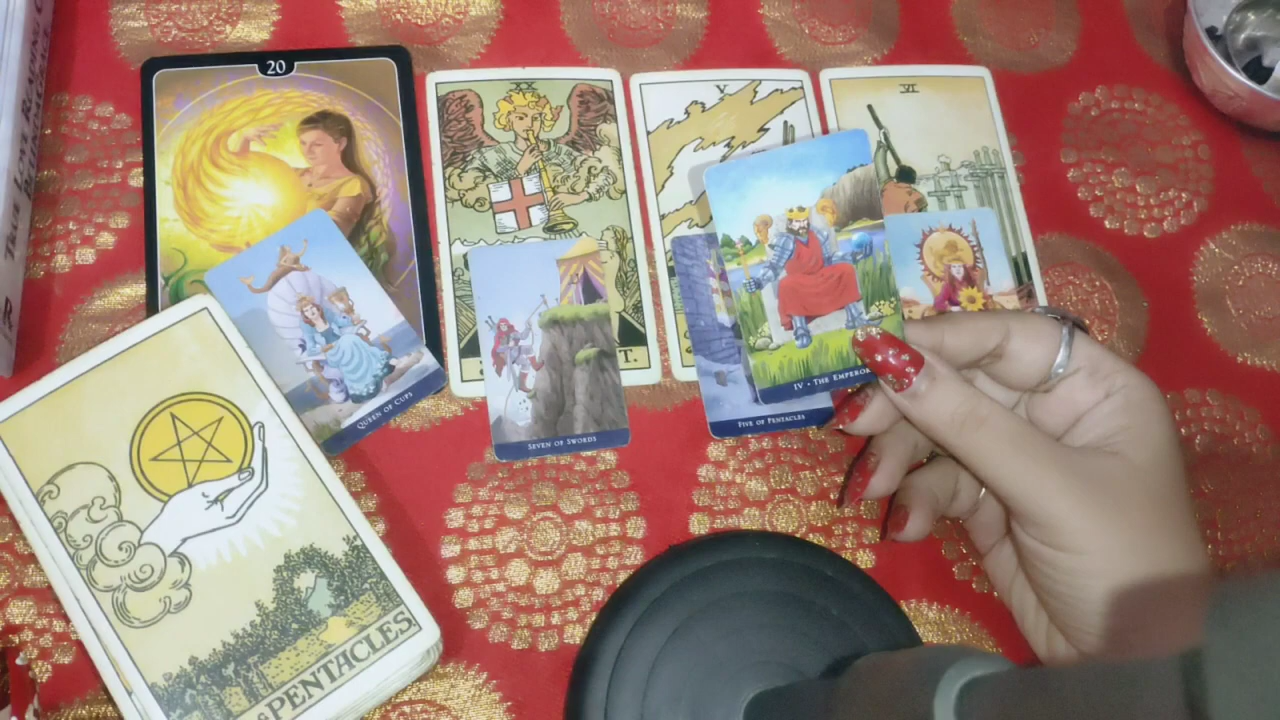 20
XX
V
VI
QUEEN OF CUPS
SEVEN OF SWORDS
FIVE OF PENTACLES
IV • THE EMPEROR
T.
PENTACLES.